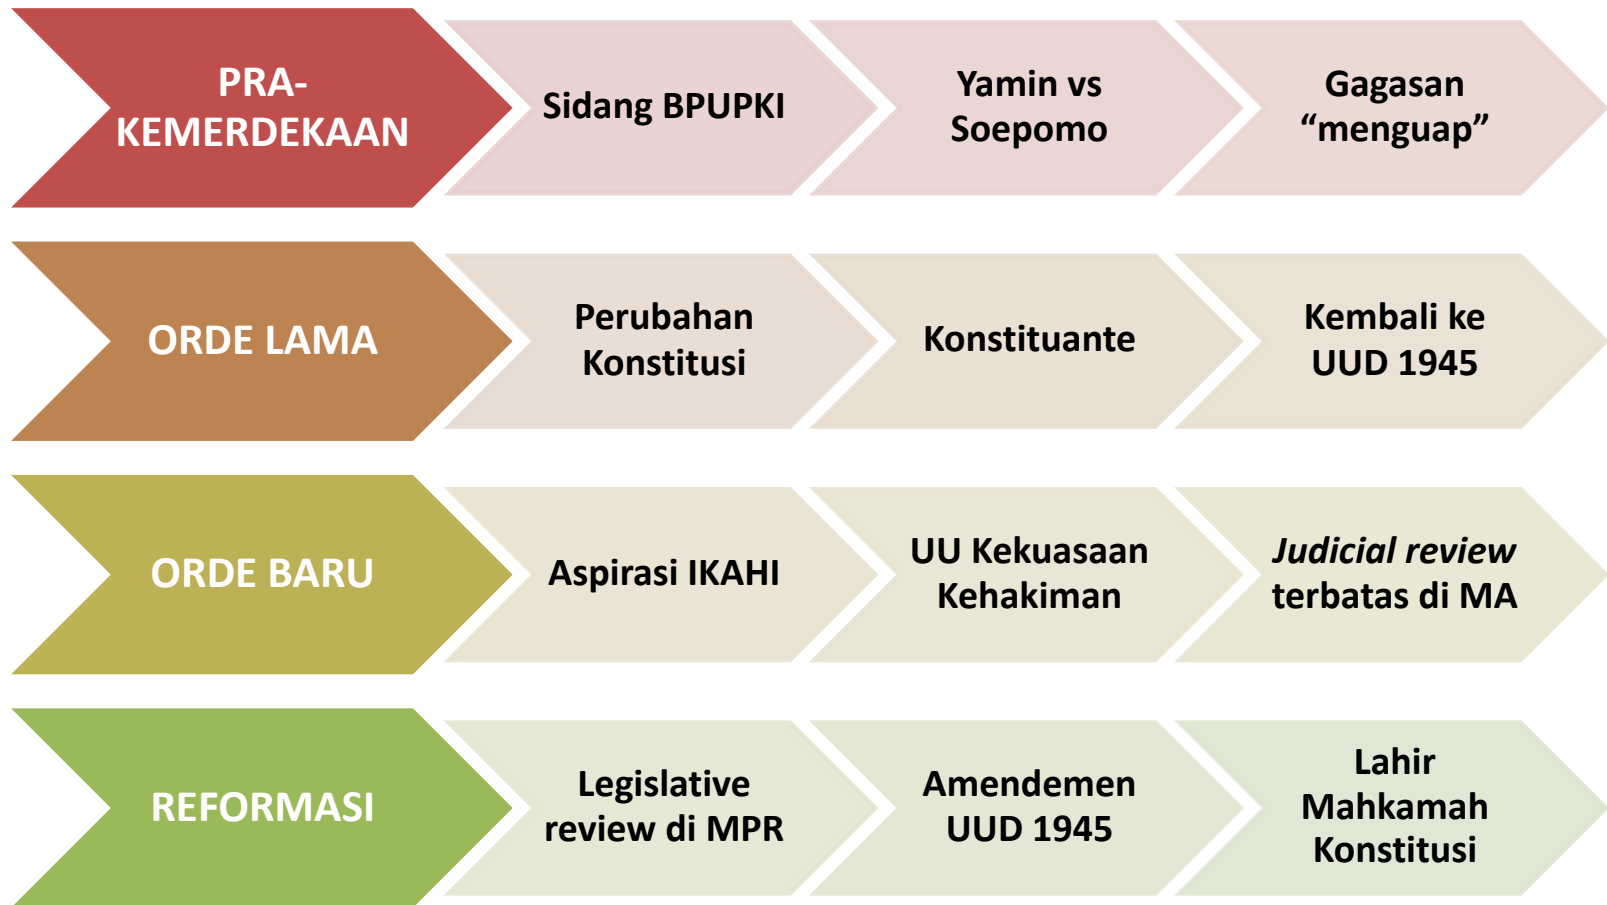 PRA-
KEMERDEKAAN
Sidang BPUPKI
Yamin vs
Soepomo
Gagasan
“menguap”
ORDE LAMA
Perubahan
Konstitusi
Konstituante
Kembali ke
UUD 1945
ORDE BARU
Aspirasi IKAHI
UU Kekuasaan
Kehakiman
Judicial review
terbatas di MA
REFORMASI
Legislative
review di MPR
Amendemen
UUD 1945
Lahir
Mahkamah
Konstitusi